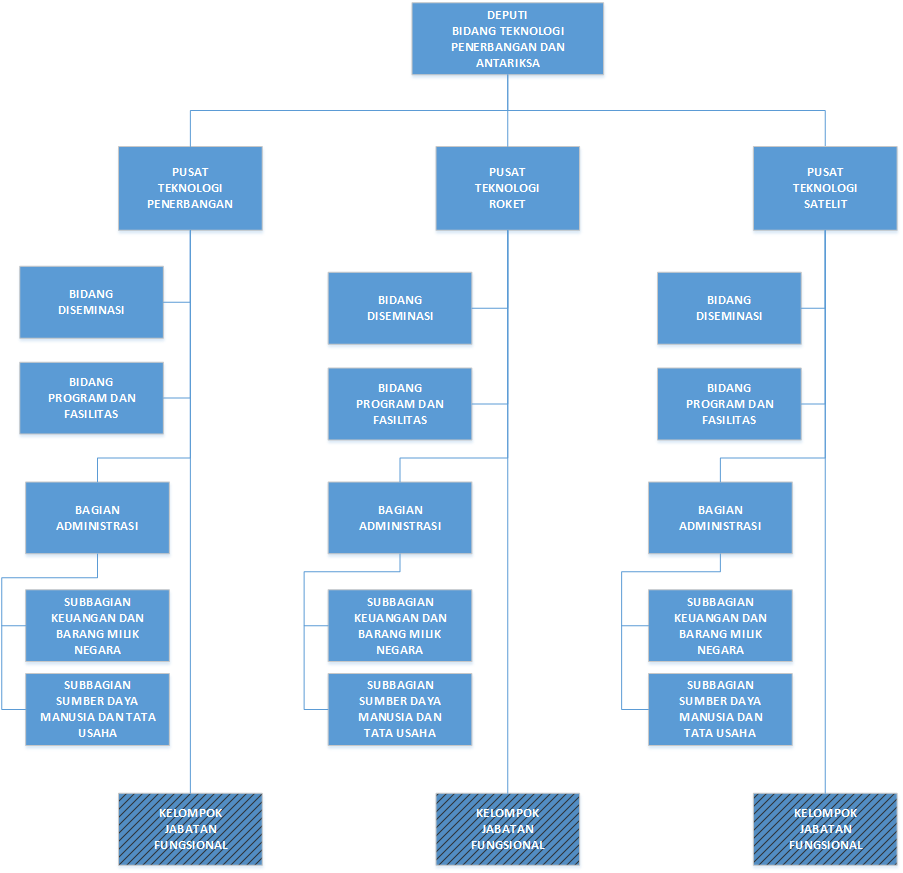 DEPUTI
BIDANG TEKNOLOGI
PENERBANGAN DAN
ANTARIKSA
PUSAT
TEKNOLOGI
PENERBANGAN
PUSAT
TEKNOLOGI
ROKET
PUSAT
TEKNOLOGI
SATELIT
BIDANG
DISEMINASI
BIDANG
DISEMINASI
BIDANG
DISEMINASI
BIDANG
PROGRAM DAN
FASILITAS
BIDANG
PROGRAM DAN
FASILITAS
BIDANG
PROGRAM DAN
FASILITAS
BAGIAN
ADMINISTRASI
BAGIAN
ADMINISTRASI
BAGIAN
ADMINISTRASI
SUBBAGIAN
KEUANGAN DAN
BARANG MILIK
NEGARA
SUBBAGIAN
KEUANGAN DAN
BARANG MILIK
NEGARA
SUBBAGIAN
KEUANGAN DAN
BARANG MILIK
NEGARA
SUBBAGIAN
SUMBER DAYA
MANUSIA DAN TATA
USAHA
SUBBAGIAN
SUMBER DAYA
MANUSIA DAN
TATA USAHA
SUBBAGIAN
SUMBER DAYA
MANUSIA DAN
TATA USAHA
KELOMPOK
JABATAN
FUNGSIONAL
KELOMPOK
JABATAN
FUNGSIONAL
KELOMPOK
JABATAN
FUNGSIONAL